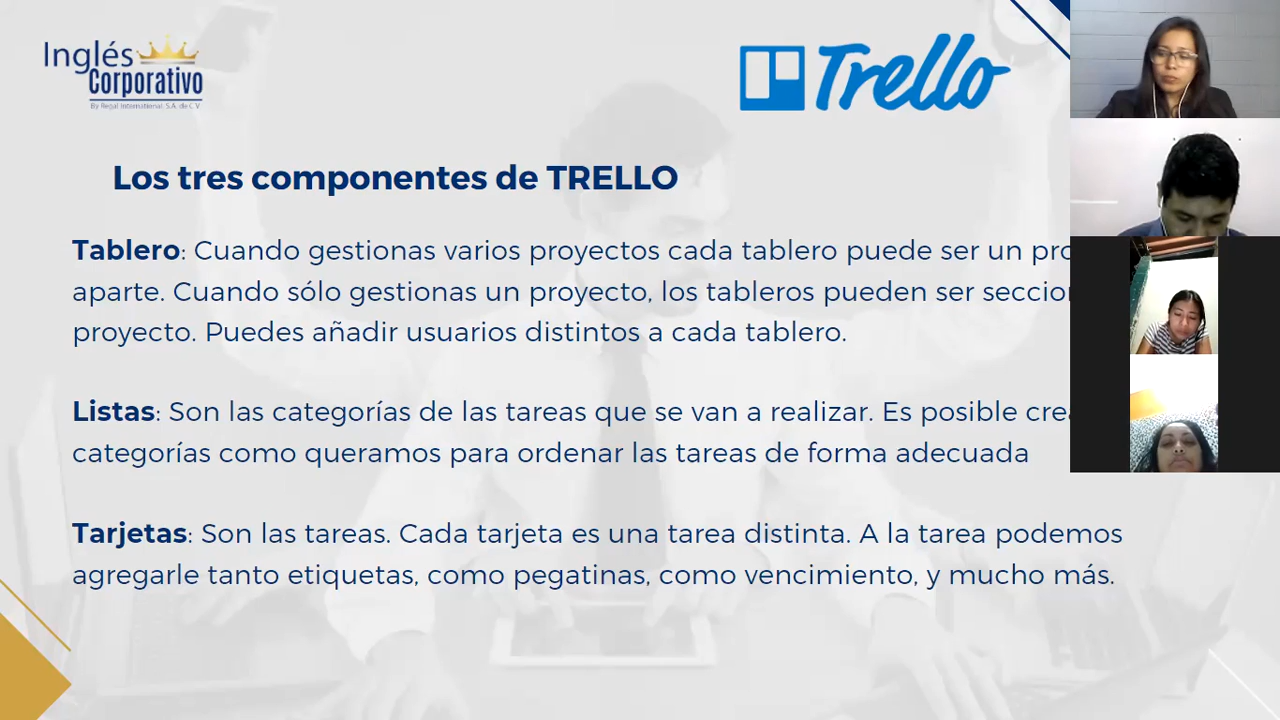 Inglés
Corporativo
By Regal International S.A. de C.V
Trello
Los tres componentes de TRELLO
Tablero: Cuando gestionas varios proyectos cada tablero puede ser un
aparte. Cuando sólo gestionas un proyecto, los tableros pueden ser
proyecto. Puedes añadir usuarios distintos a cada tablero.
Listas: Son las categorías de las tareas que se van a realizar. Es posible
categorías como queramos para ordenar las tareas de forma adecuada
Tarjetas: Son las tareas. Cada tarjeta es una tarea distinta. A la tarea podemos
agregarle tanto etiquetas, como pegatinas, como vencimiento, y mucho más.